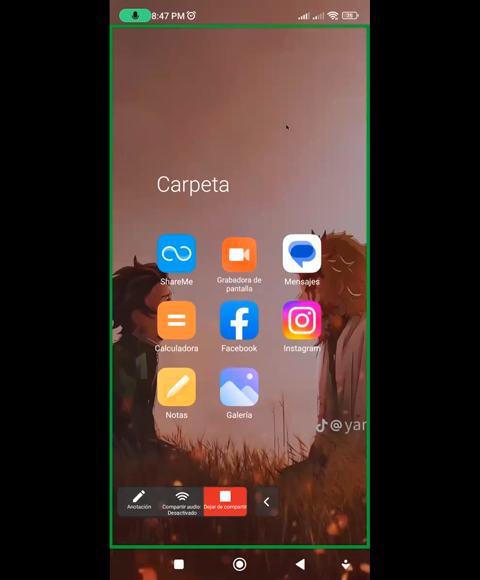 8:47 PM
36
Carpeta
ShareMe
Grabadora de
pantalla
Mensajes
Calculadora
Facebook
Instagram
Notas
Galería
@yar
Anotación
Compartir audio:
Desactivado
Dejar de compartir